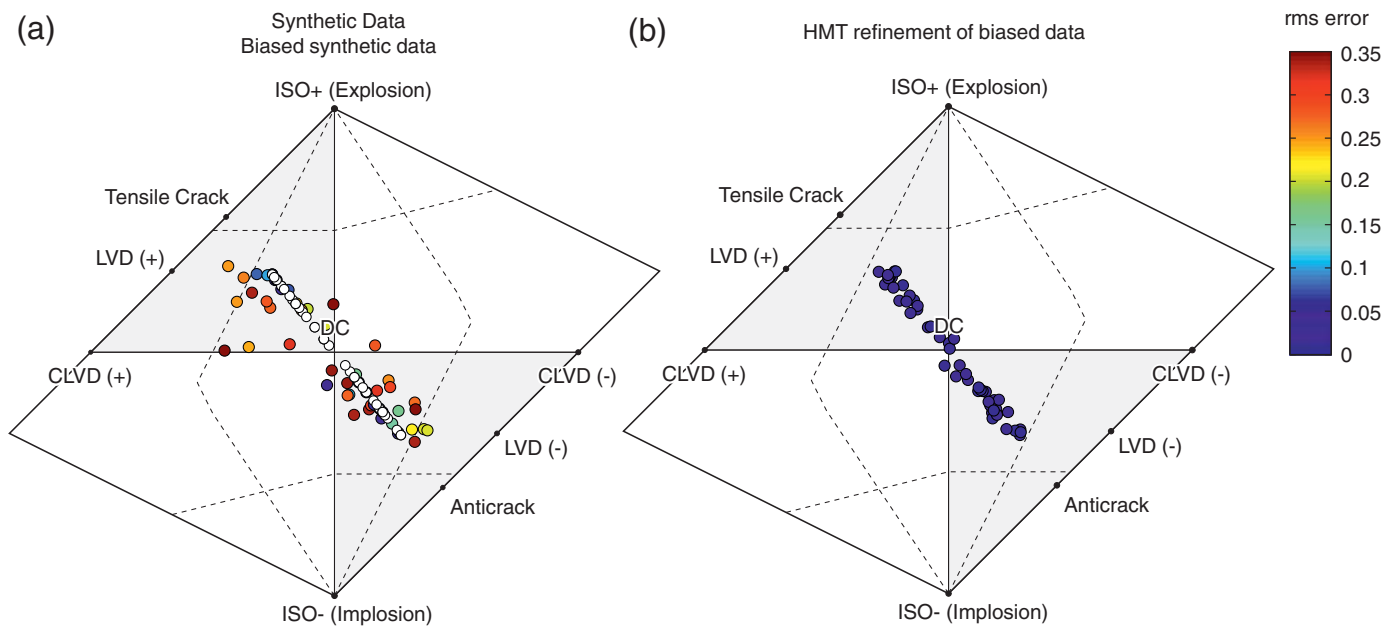 (a)
Synthetic Data
Biased synthetic data
ISO+ (Explosion)
Tensile Crack
LVD (+)
DC
CLVD (+)
CLVD (-)
LVD (-)
Anticrack
ISO- (Implosion)
(b)
HMT refinement of biased data
ISO+ (Explosion)
Tensile Crack
LVD (+)
DC
CLVD (+)
CLVD (-)
LVD (-)
Anticrack
ISO- (Implosion)
rms error
0.35
0.3
0.25
0.2
0.15
0.1
0.05
0